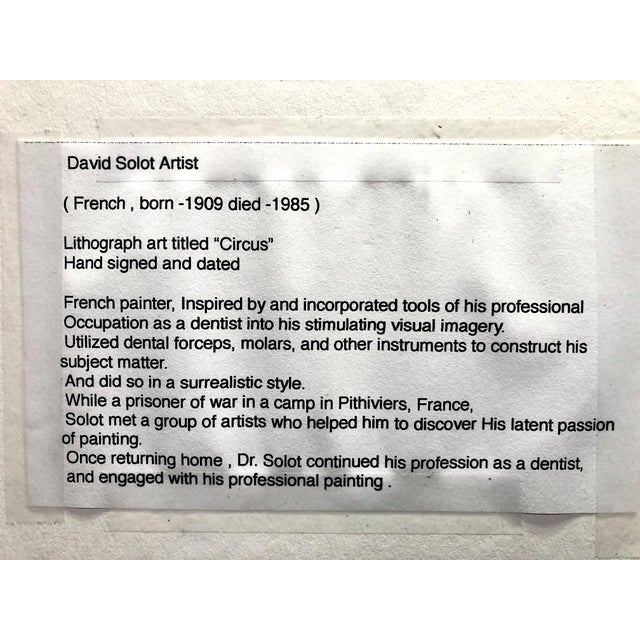 David Solot Artist
( French , born -1909 died -1985 )
Lithograph art titled “Circus”
Hand signed and dated
French painter, Inspired by and incorporated tools of his professional
Occupation as a dentist into his stimulating visual imagery.
Utilized dental forceps, molars, and other instruments to construct his
subject matter.
And did so in a surrealistic style.
While a prisoner of war in a camp in Pithiviers, France,
Solot met a group of artists who helped him to discover His latent passion
of painting.
Once returning home , Dr. Solot continued his profession as a dentist,
and engaged with his professional painting .